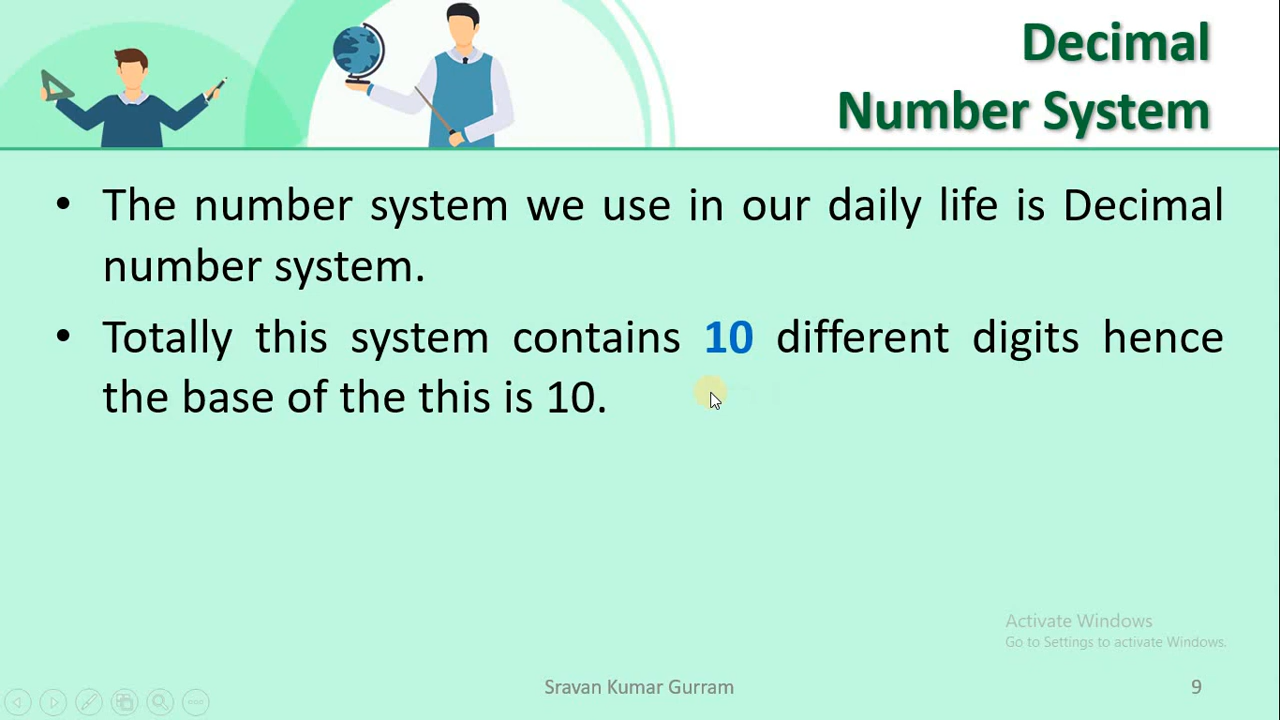 Decimal
Number System
• The number system we use in our daily life is Decimal
number system.
• Totally this system contains 10 different digits hence
the base of the this is 10.
Activate Windows
Go to Settings to activate Windows.
Sravan Kumar Gurram
9